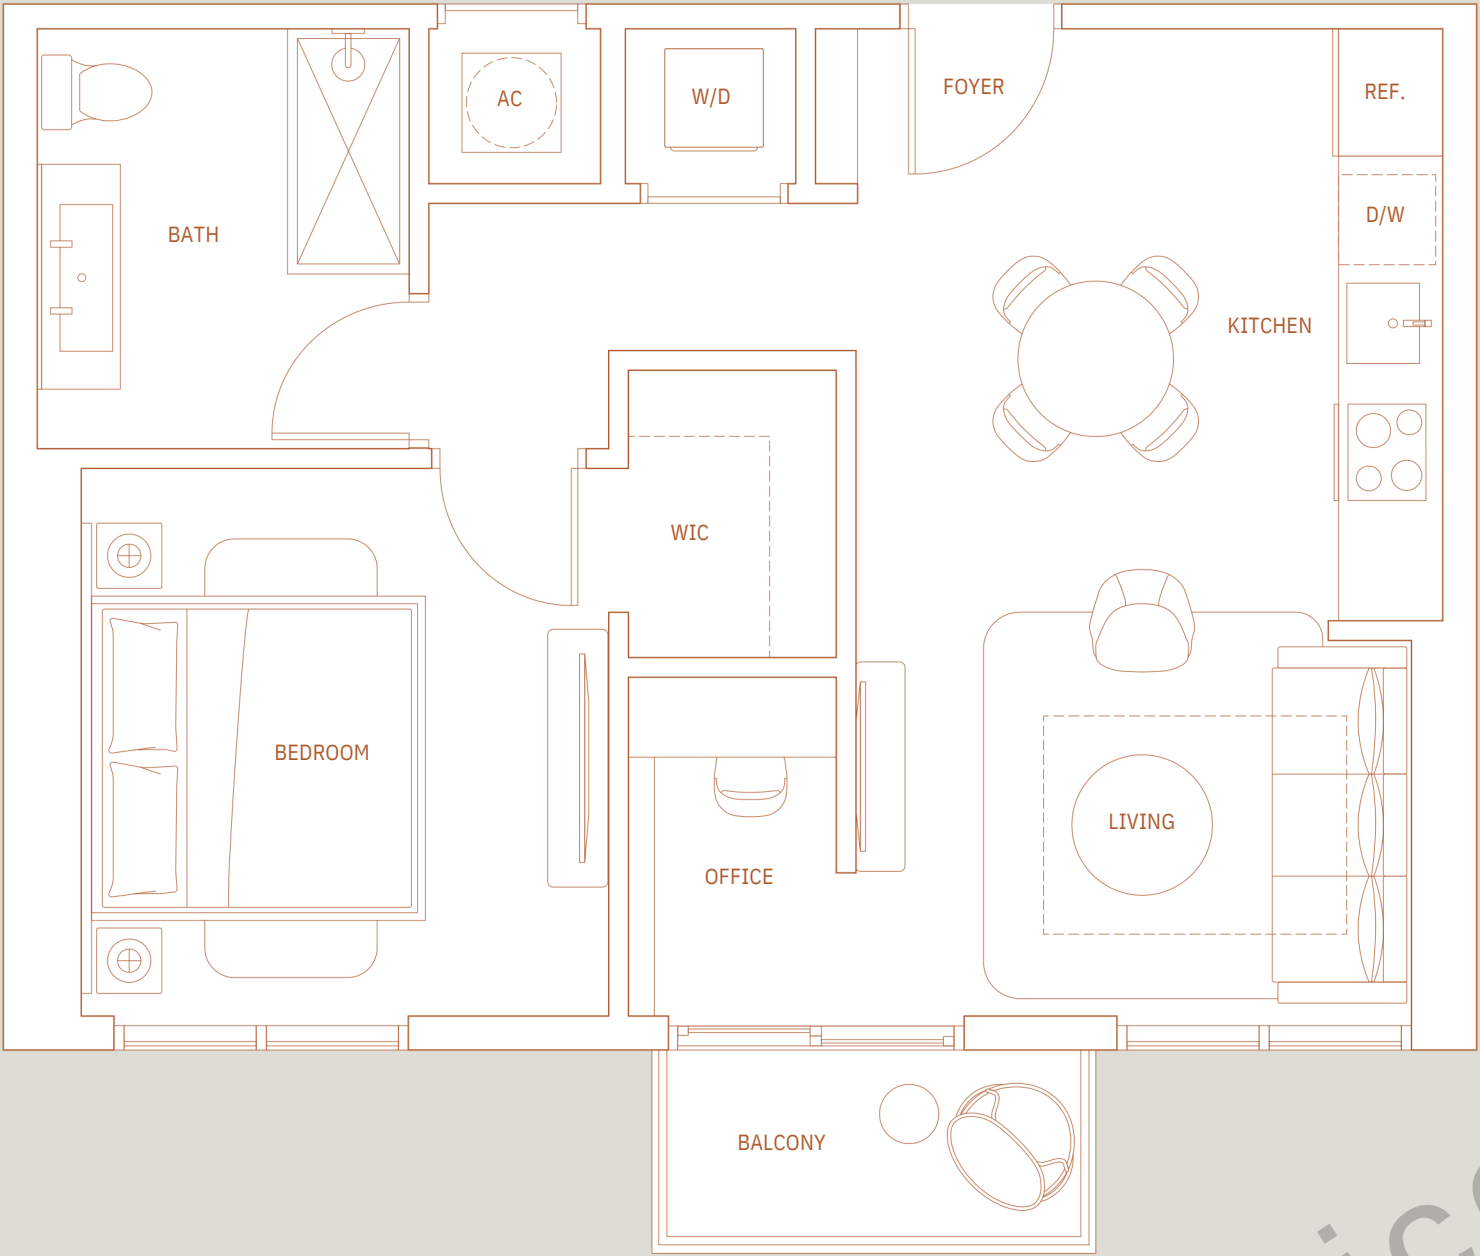 AC
W/D
FOYER
REF.
BATH
D/W
KITCHEN
WIC
BEDROOM
LIVING
OFFICE
BALCONY